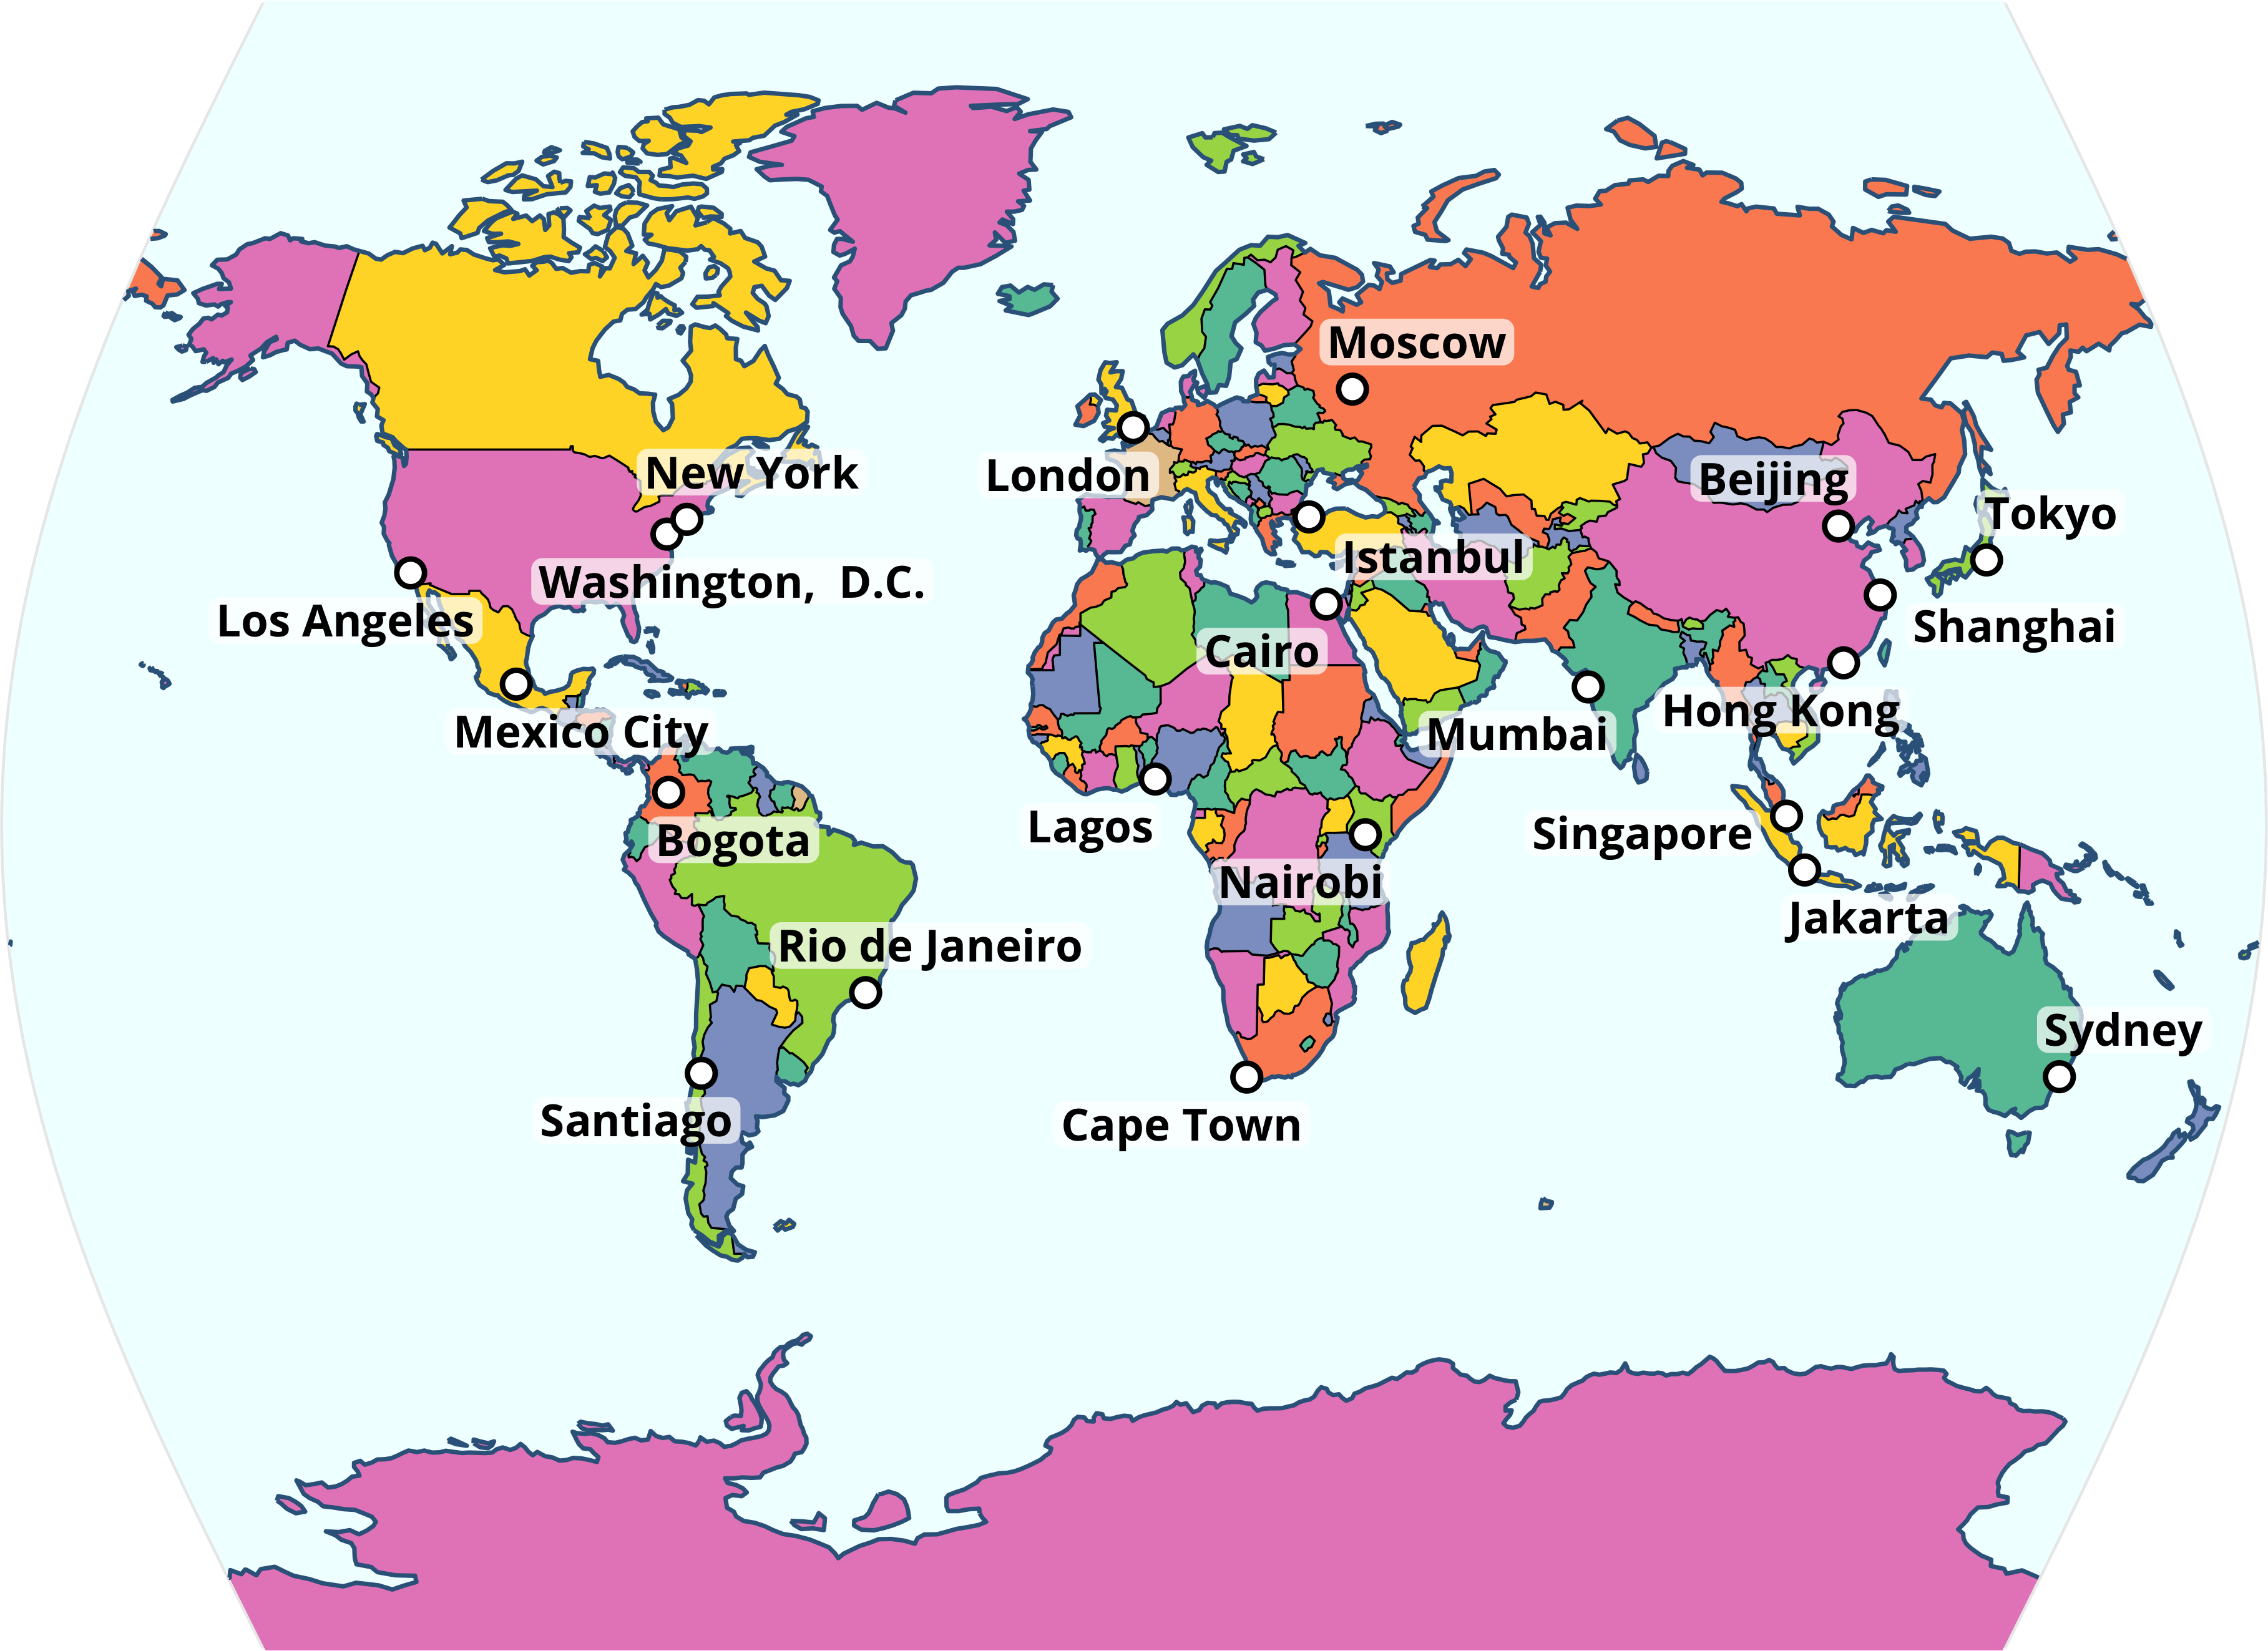 Moscow
New York
London
Beijing
Tokyo
Istanbul
Washington,  D.C.
Los Angeles
Shanghai
Cairo
Mexico City
Mumbai
Hong Kong
Lagos
Singapore
Bogota
Nairobi
Jakarta
Rio de Janeiro
Sydney
Santiago
Cape Town